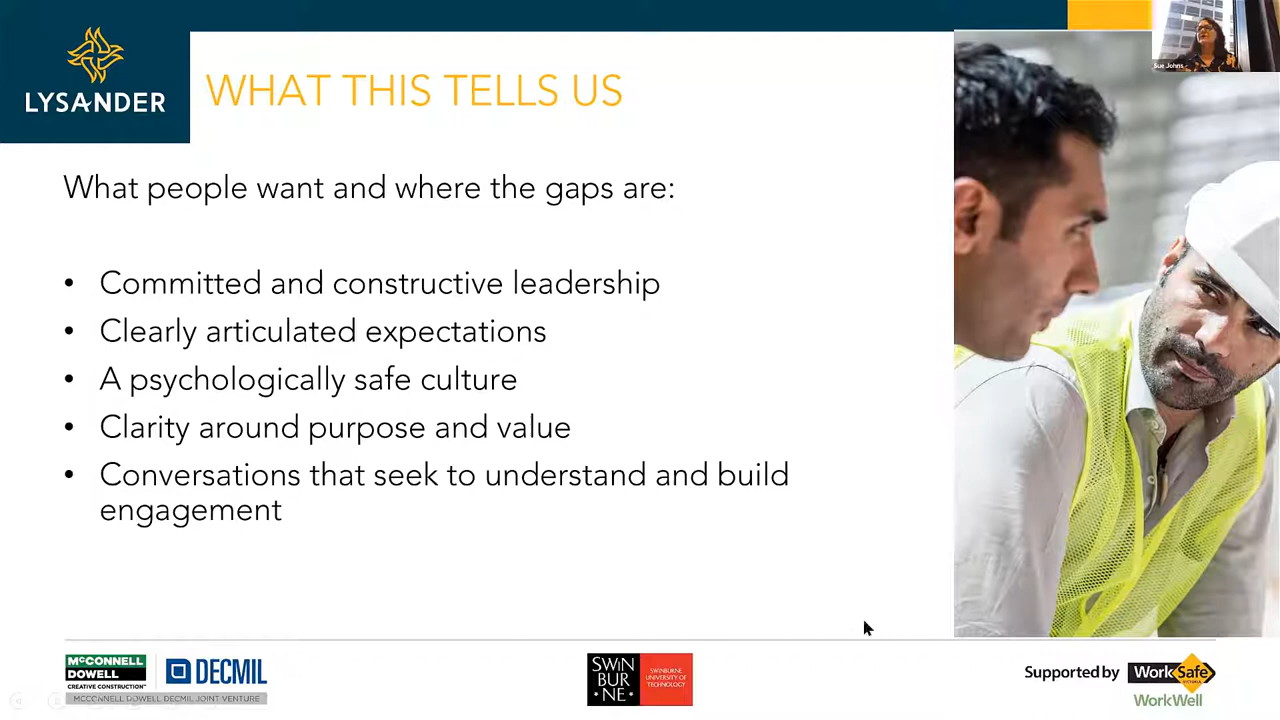 LYSANDER
WHAT THIS TELLS US
Sue Johns
What people want and where the gaps are:
• Committed and constructive leadership
• Clearly articulated expectations
• A psychologically safe culture
• Clarity around purpose and value
• Conversations that seek to understand and build
engagement
MCCONNELL
DOWELL
CREATIVE CONSTRUCTION™
DECMIL
MCCONNELL DOWELL DECMIL JOINT VENTURE
SWIN
BUR
NE
SWINBURNE
UNIVERSITY OF
TECHNOLOGY
Supported by
WorkSafe
VICTORIA
WorkWell